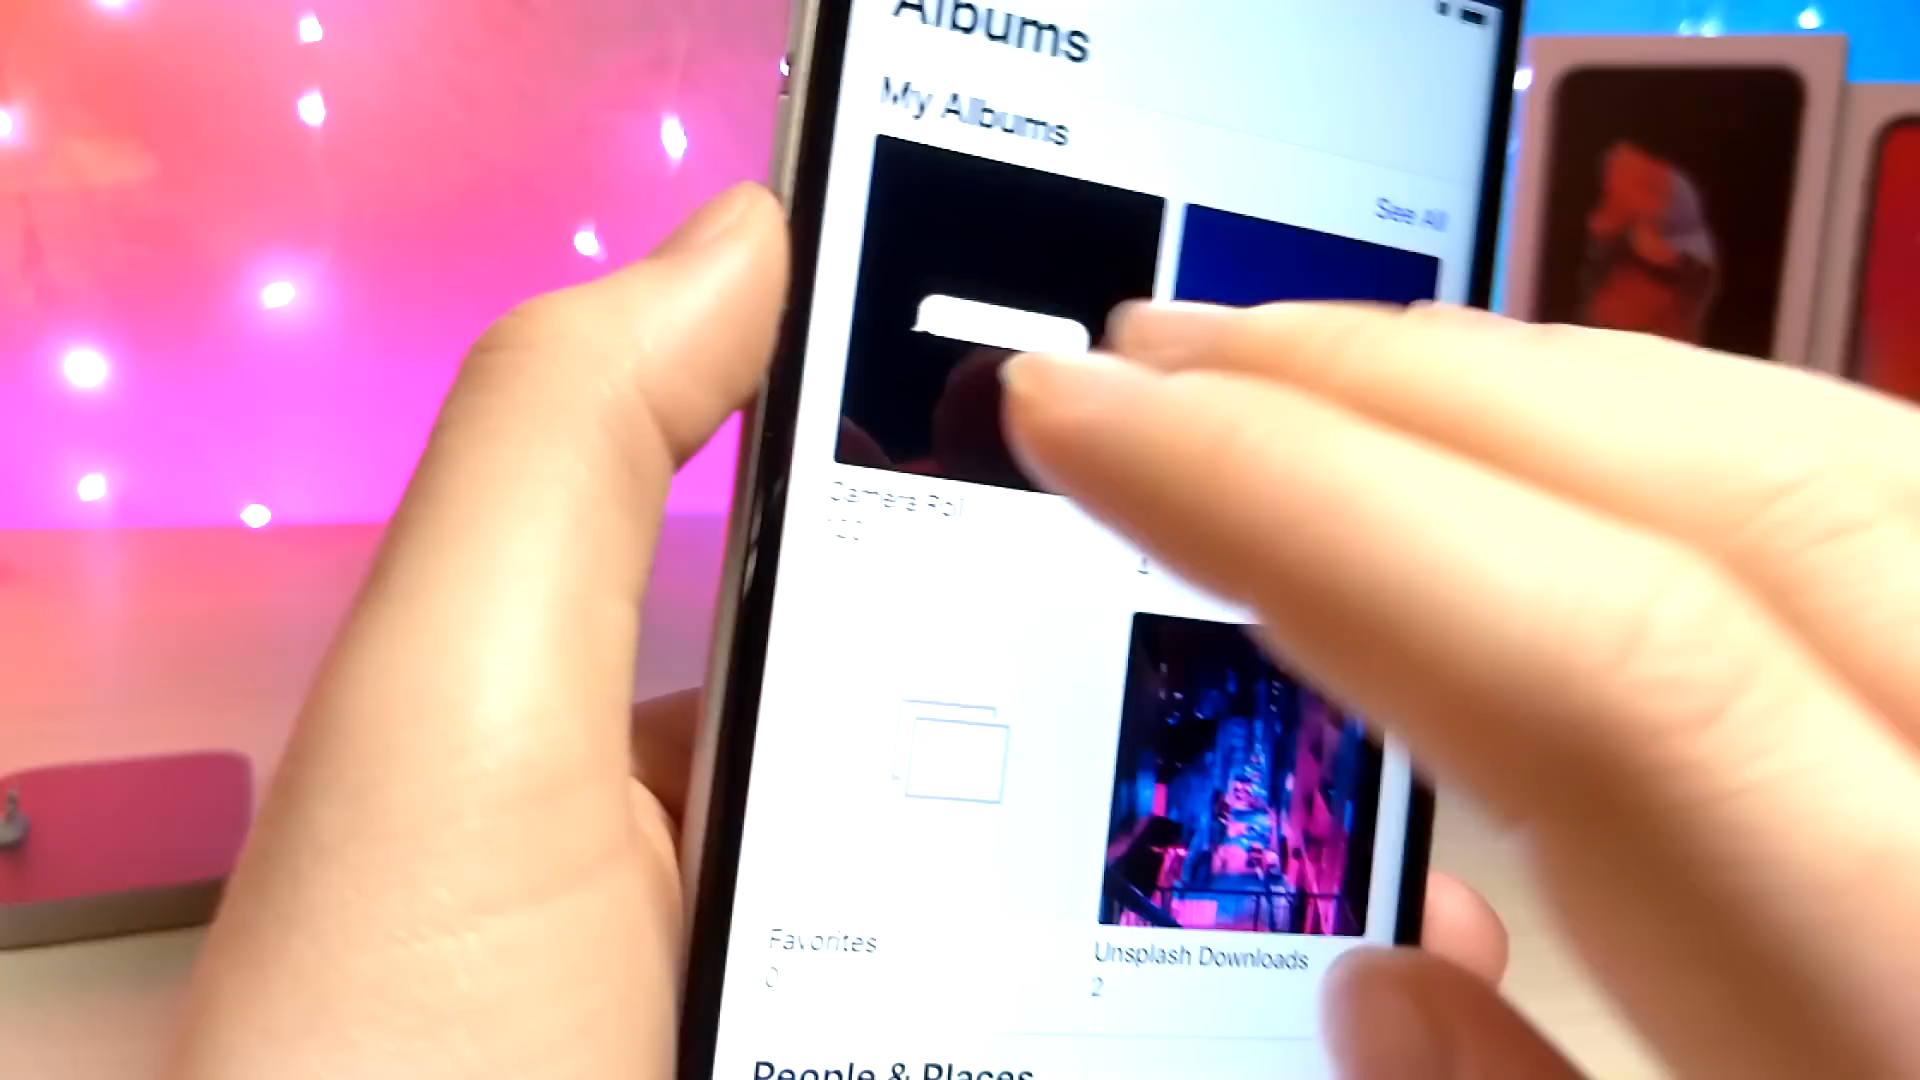 Albums
My Albums
See All
Camera Roll
Favorites
0
Unsplash Downloads
2
People & Places